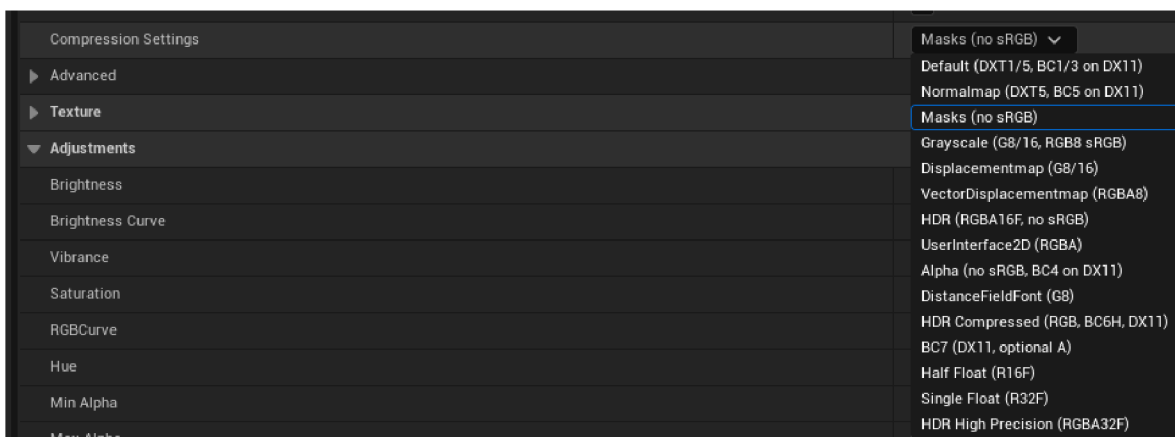 Compression Settings
Masks (no sRGB)
Advanced
Texture
Adjustments
Brightness
Brightness Curve
Vibrance
Saturation
RGBCurve
Hue
Min Alpha
Max Alpha
Default (DXT1/5, BC1/3 on DX11)
Normalmap (DXT5, BC5 on DX11)
Masks (no sRGB)
Grayscale (G8/16, RGB8 sRGB)
Displacementmap (G8/16)
VectorDisplacementmap (RGBA8)
HDR (RGBA16F, no sRGB)
UserInterface2D (RGBA)
Alpha (no sRGB, BC4 on DX11)
DistanceFieldFont (G8)
HDR Compressed (RGB, BC6H, DX11)
BC7 (DX11, optional A)
Half Float (R16F)
Single Float (R32F)
HDR High Precision (RGBA32F)